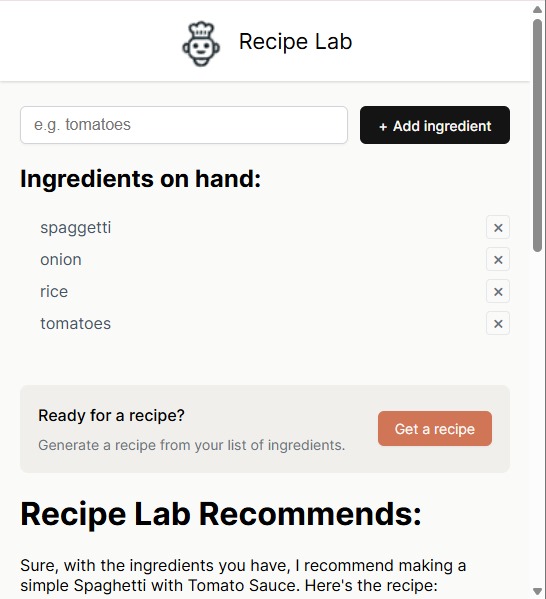 Recipe Lab
e.g. tomatoes
+ Add ingredient
Ingredients on hand:
spaggetti
×
onion
×
rice
×
tomatoes
×
Ready for a recipe?
Generate a recipe from your list of ingredients.
Get a recipe
Recipe Lab Recommends:
Sure, with the ingredients you have, I recommend making a
simple Spaghetti with Tomato Sauce. Here's the recipe: